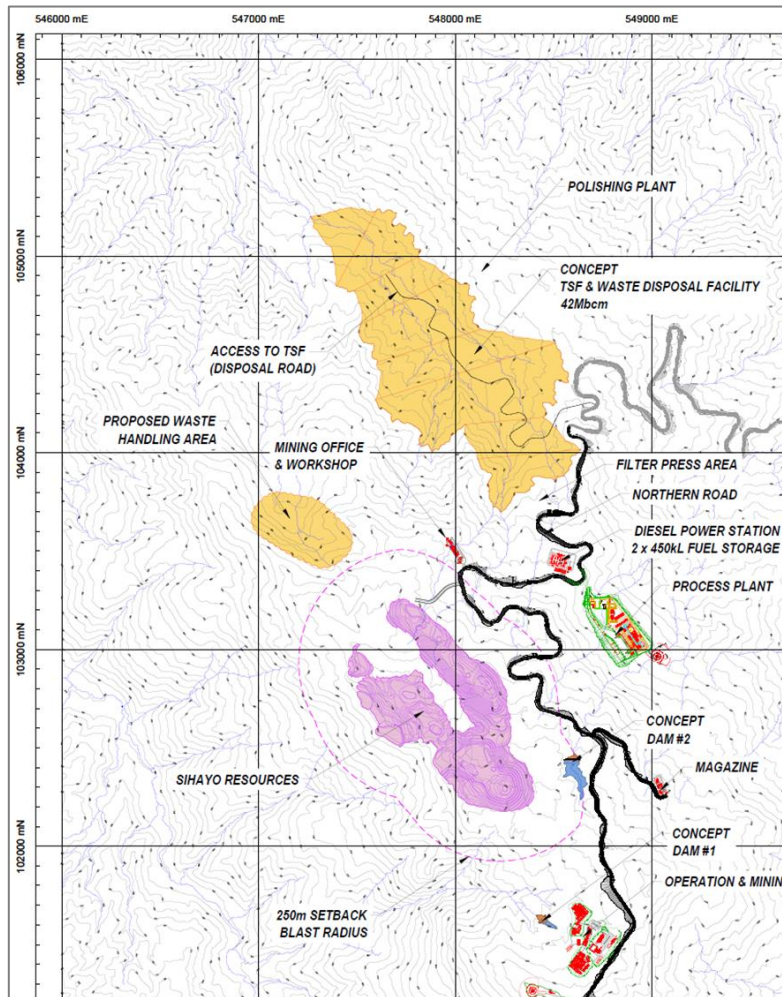 546000 mE
547000 mE
548000 mE
549000 mE
106000 mN
105000 mN
104000 mN
103000 mN
102000 mN
POLISHING PLANT
CONCEPT
TSF & WASTE DISPOSAL FACILITY
42Mbcm
ACCESS TO TSF
(DISPOSAL ROAD)
PROPOSED WASTE
HANDLING AREA
MINING OFFICE
& WORKSHOP
FILTER PRESS AREA
NORTHERN ROAD
DIESEL POWER STATION
2 x 450kL FUEL STORAGE
PROCESS PLANT
CONCEPT
DAM #2
MAGAZINE
SIHAYO RESOURCES
CONCEPT
DAM #1
OPERATION & MININ
250m SETBACK
BLAST RADIUS